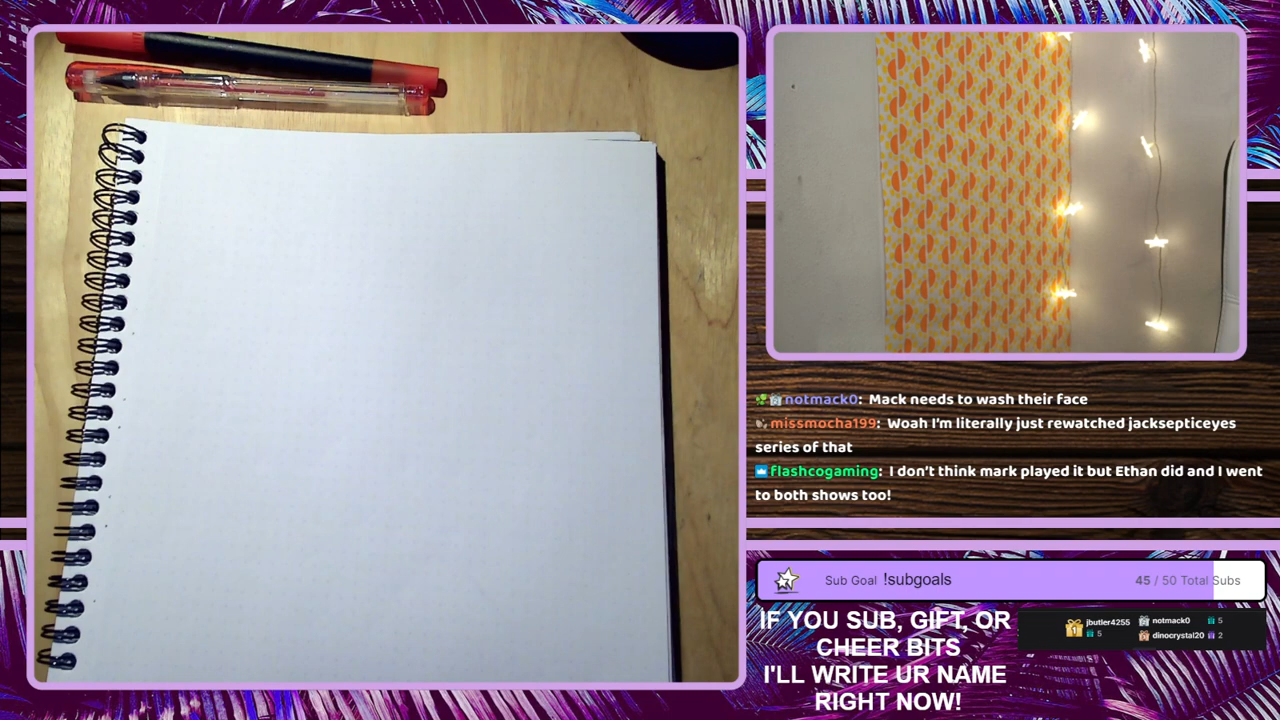 notmack0: Mack needs to wash their face
missmocha199: Woah I'm literally just rewatched jacksepticeyes
series of that
flashcogaming: I don't think mark played it but Ethan did and I went
to both shows too!
Sub Goal !subgoals 45 / 50 Total Subs
IF YOU SUB, GIFT, OR
CHEER BITS
I'LL WRITE UR NAME
RIGHT NOW!
1 jbutler4255 5
notmack0 5
dinocrystal20 2